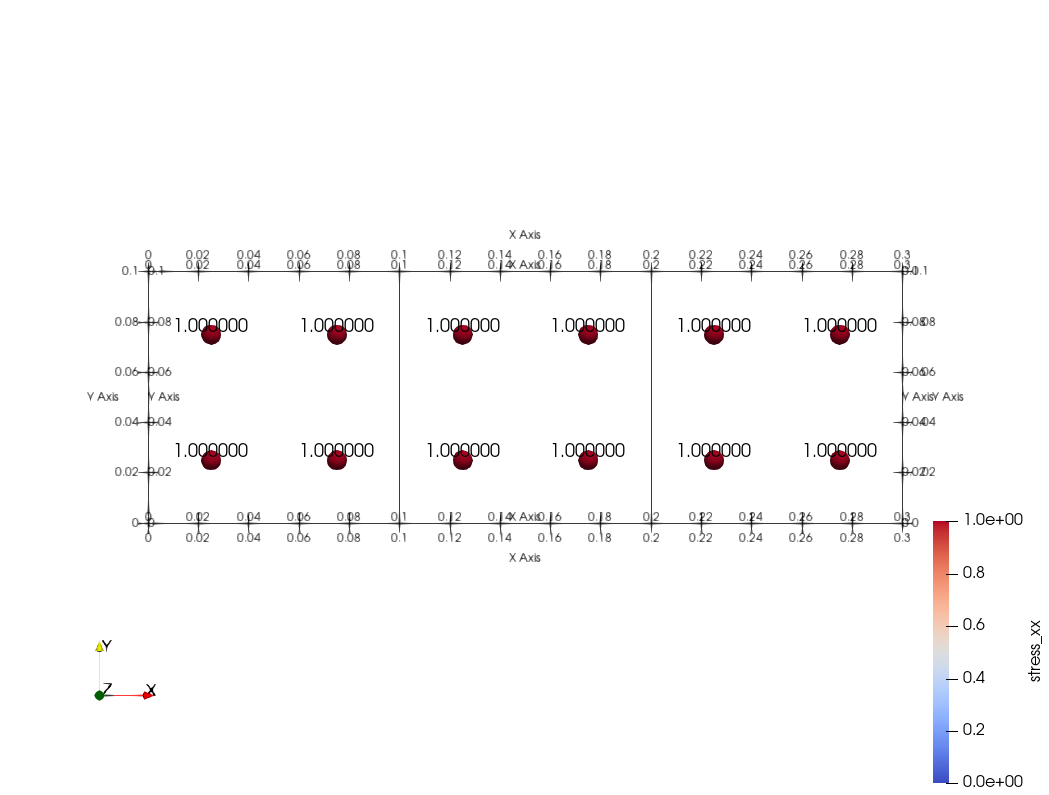 X Axis
0 0.02 0.04 0.06 0.08 0.1 0.12 0.14 0.16 0.18 0.2 0.22 0.24 0.26 0.28 0.3
0 0.02 0.04 0.06 0.08 0.1 0.12 0.14 X Axis 0.16 0.18 0.2 0.22 0.24 0.26 0.28 0.3
0.1 0.1 0.1 0.1
0.08 0.08 0.08 0.08
1.000000 1.000000 1.000000 1.000000 1.000000 1.000000
0.06 0.06 0.06 0.06
Y Axis Y Axis Y Axis Y Axis
0.04 0.04 0.04 0.04
1.000000 1.000000 1.000000 1.000000 1.000000 1.000000
0.02 0.02 0.02 0.02
0 0.02 0.04 0.06 0.08 0.1 0.12 0.14 X Axis 0.16 0.18 0.2 0.22 0.24 0.26 0.28 0.3
0 0 0 0
0 0.02 0.04 0.06 0.08 0.1 0.12 0.14 0.16 0.18 0.2 0.22 0.24 0.26 0.28 0.3
X Axis
1.0e+00
0.8
0.6
0.4
0.2
0.0e+00
stress_xx
Y
Z X